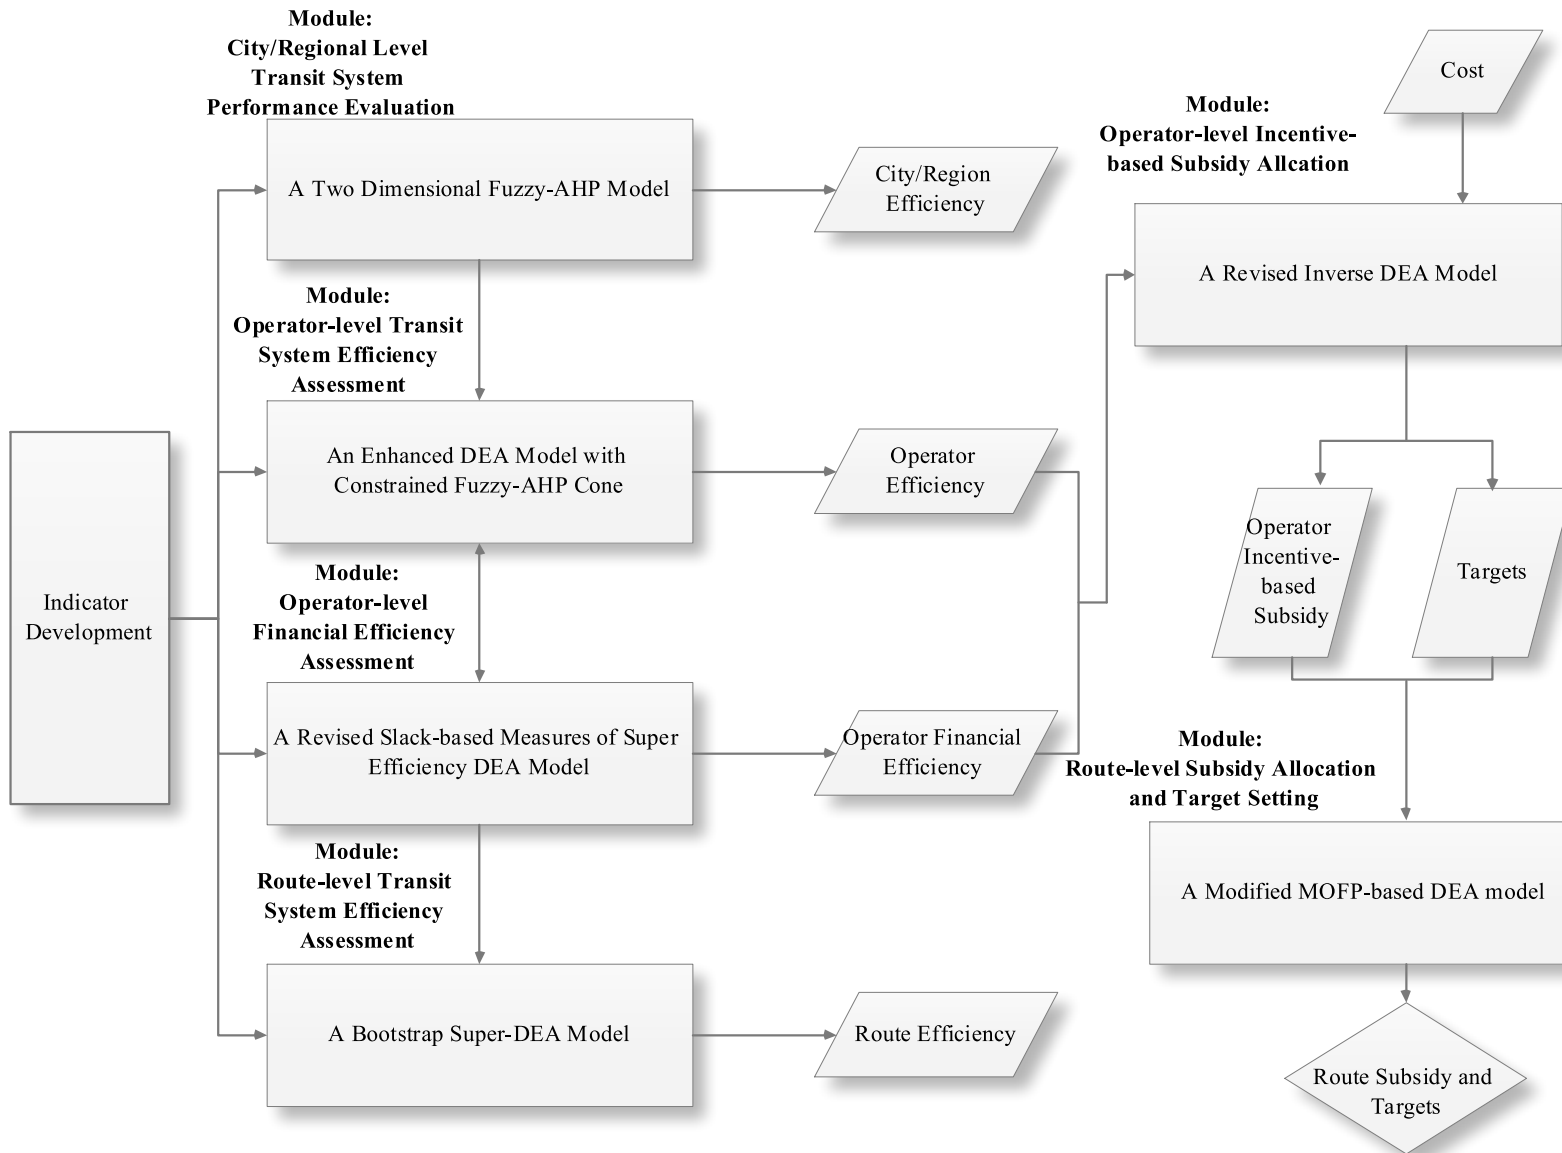 Module:
City/Regional Level
Transit System
Performance Evaluation
A Two Dimensional Fuzzy-AHP Model
City/Region
Efficiency
Module:
Operator-level Transit
System Efficiency
Assessment
An Enhanced DEA Model with
Constrained Fuzzy-AHP Cone
Operator
Efficiency
Indicator
Development
Module:
Operator-level
Financial Efficiency
Assessment
A Revised Slack-based Measures of Super
Efficiency DEA Model
Operator Financial
Efficiency
Module:
Route-level Transit
System Efficiency
Assessment
A Bootstrap Super-DEA Model
Route Efficiency
Cost
Module:
Operator-level Incentive-
based Subsidy Allcation
A Revised Inverse DEA Model
Operator
Incentive-
based
Subsidy
Targets
Module:
Route-level Subsidy Allocation
and Target Setting
A Modified MOFP-based DEA model
Route Subsidy and
Targets